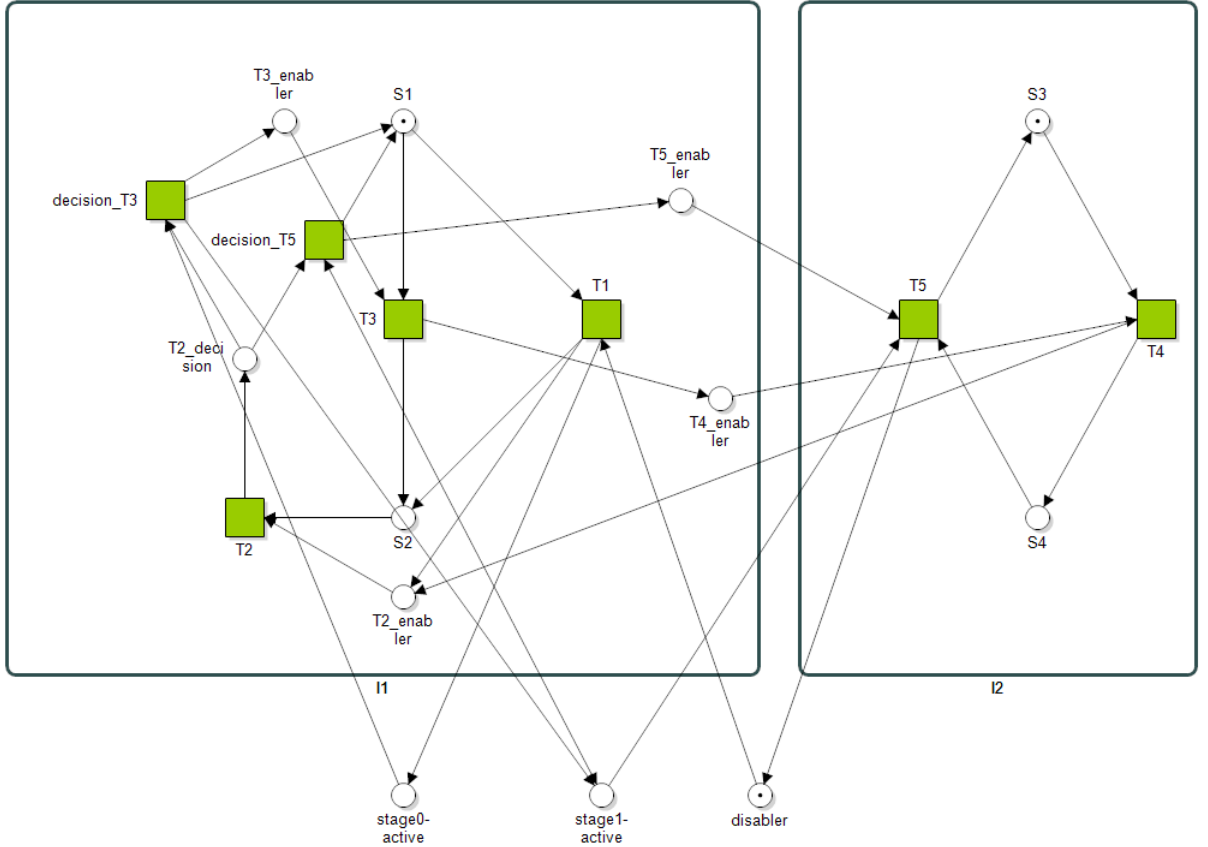 T3_enab
ler
S1
S3
T5_enab
ler
decision_T3
decision_T5
T1
T5
T3
T2_deci
sion
T4
T4_enab
ler
T2
S2
S4
T2_enab
ler
I1
I2
stage0-
active
stage1-
active
disabler